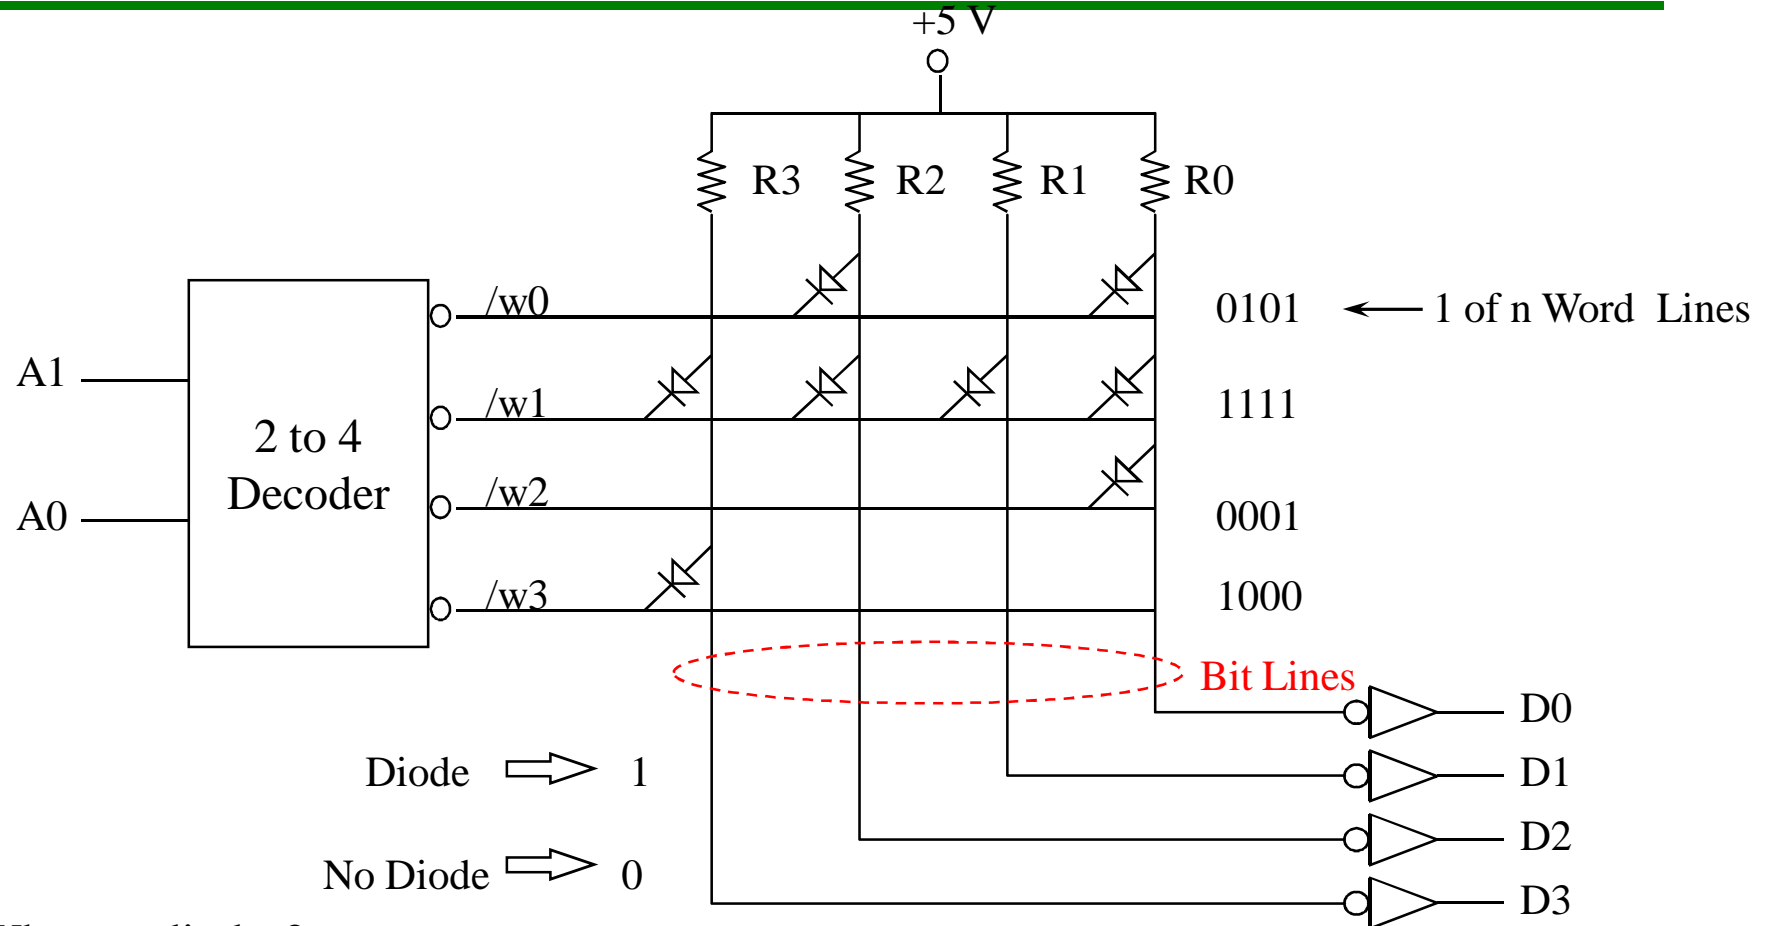 +5 V
R3 R2 R1 R0
/w0 0101 1 of n Word Lines
A1
/w1 1111
2 to 4
Decoder
/w2 0001
A0
/w3 1000
Bit Lines
D0
Diode 1 D1
D2
No Diode 0
D3